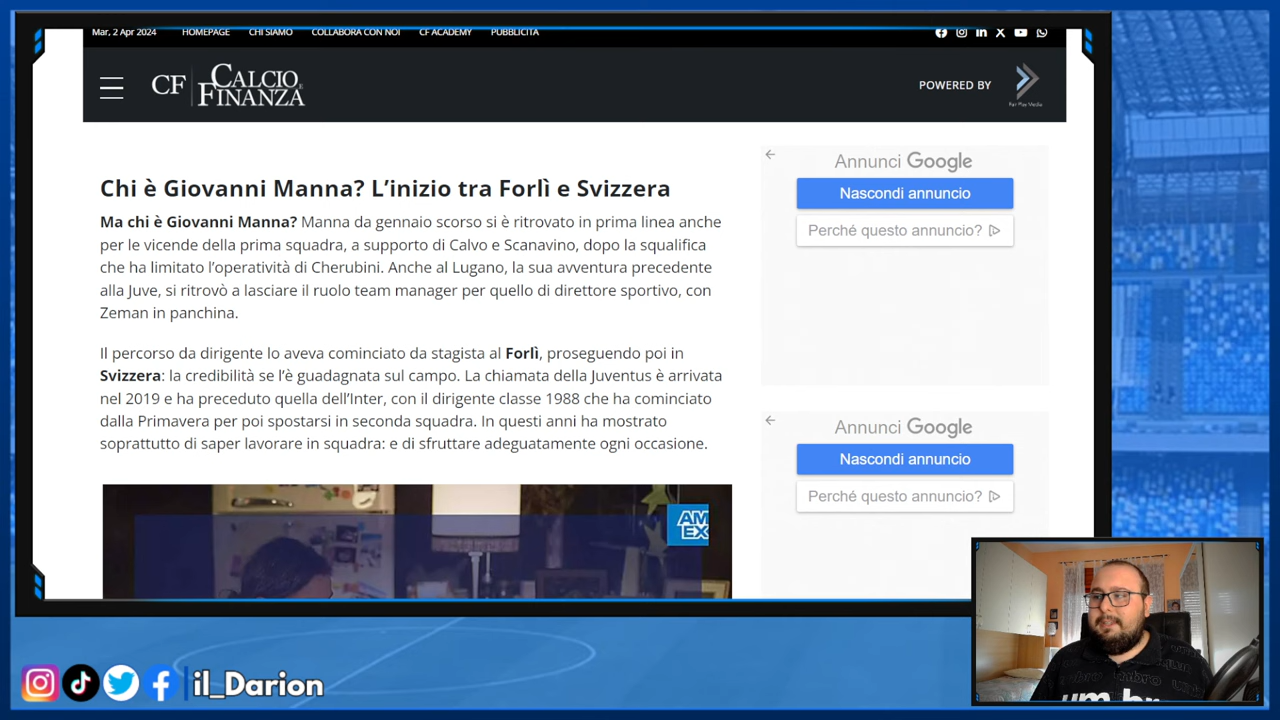 Mar, 2 Apr 2024 HOMEPAGE CHI SIAMO COLLABORA CON NOI CF ACADEMY PUBBLICITÀ
CF CALCIO E FINANZA
POWERED BY
Fair Play Media
Chi è Giovanni Manna? L’inizio tra Forlì e Svizzera
Ma chi è Giovanni Manna? Manna da gennaio scorso si è ritrovato in prima linea anche
per le vicende della prima squadra, a supporto di Calvo e Scanavino, dopo la squalifica
che ha limitato l’operatività di Cherubini. Anche al Lugano, la sua avventura precedente
alla Juve, si ritrovò a lasciare il ruolo team manager per quello di direttore sportivo, con
Zeman in panchina.
Il percorso da dirigente lo aveva cominciato da stagista al Forlì, proseguendo poi in
Svizzera: la credibilità se l’è guadagnata sul campo. La chiamata della Juventus è arrivata
nel 2019 e ha preceduto quella dell’Inter, con il dirigente classe 1988 che ha cominciato
dalla Primavera per poi spostarsi in seconda squadra. In questi anni ha mostrato
soprattutto di saper lavorare in squadra: e di sfruttare adeguatamente ogni occasione.
AM
EX
Annunci Google
Nascondi annuncio
Perché questo annuncio?
Annunci Google
Nascondi annuncio
Perché questo annuncio?
il_Darion